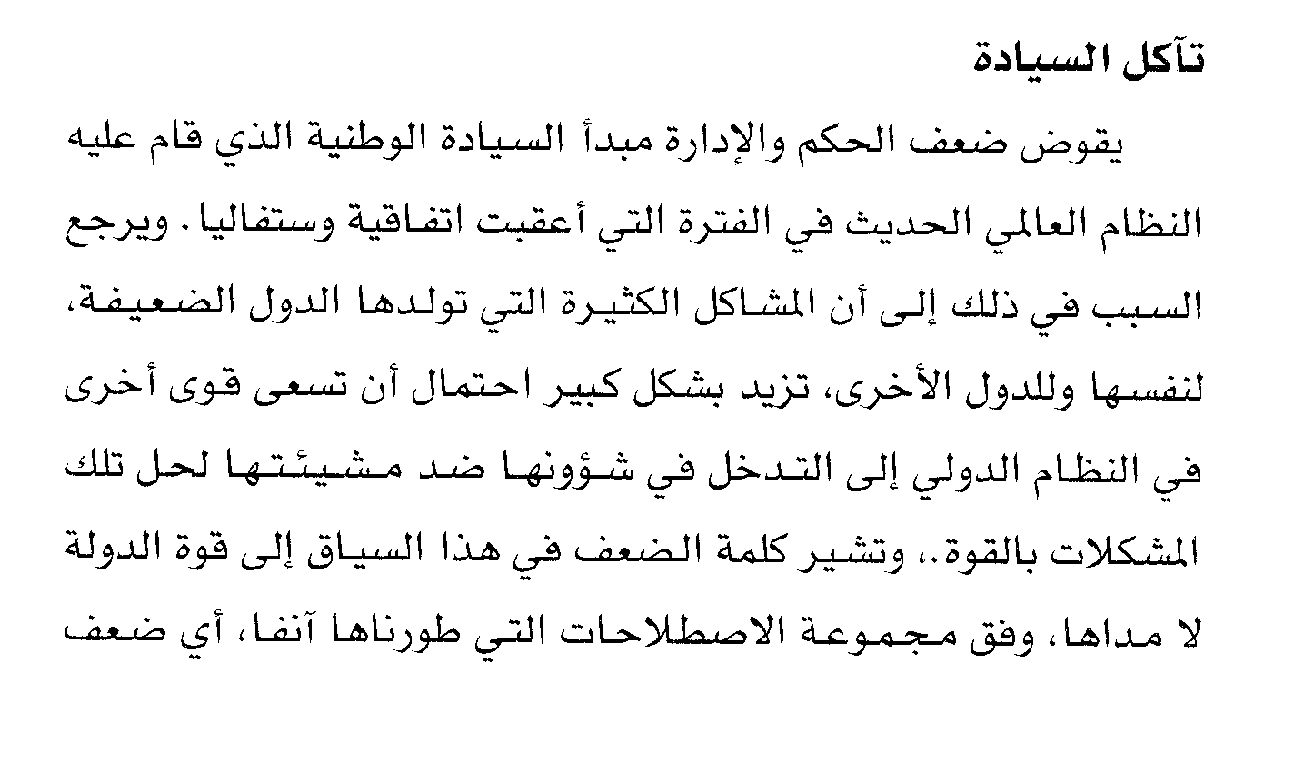 تآكل السيادة
يقوض ضعف الحكم والإدارة مبدأ السيادة الوطنية الذي قام عليه
النظام العالمي الحديث في الفترة التي أعقبت اتفاقية وستفاليا. ويرجع
السبب في ذلك إلى أن المشاكل الكثيرة التي تولدها الدول الضعيفة،
لنفسها وللدول الأخرى، تزيد بشكل كبير احتمال أن تسعى قوى أخرى
في النظام الدولي إلى التدخل في شؤونها ضد مشيئتها لحل تلك
المشكلات بالقوة.، وتشير كلمة الضعف في هذا السياق إلى قوة الدولة
لا مداها، وفق مجموعة الاصطلاحات التي طورناها آنفا، أي ضعف